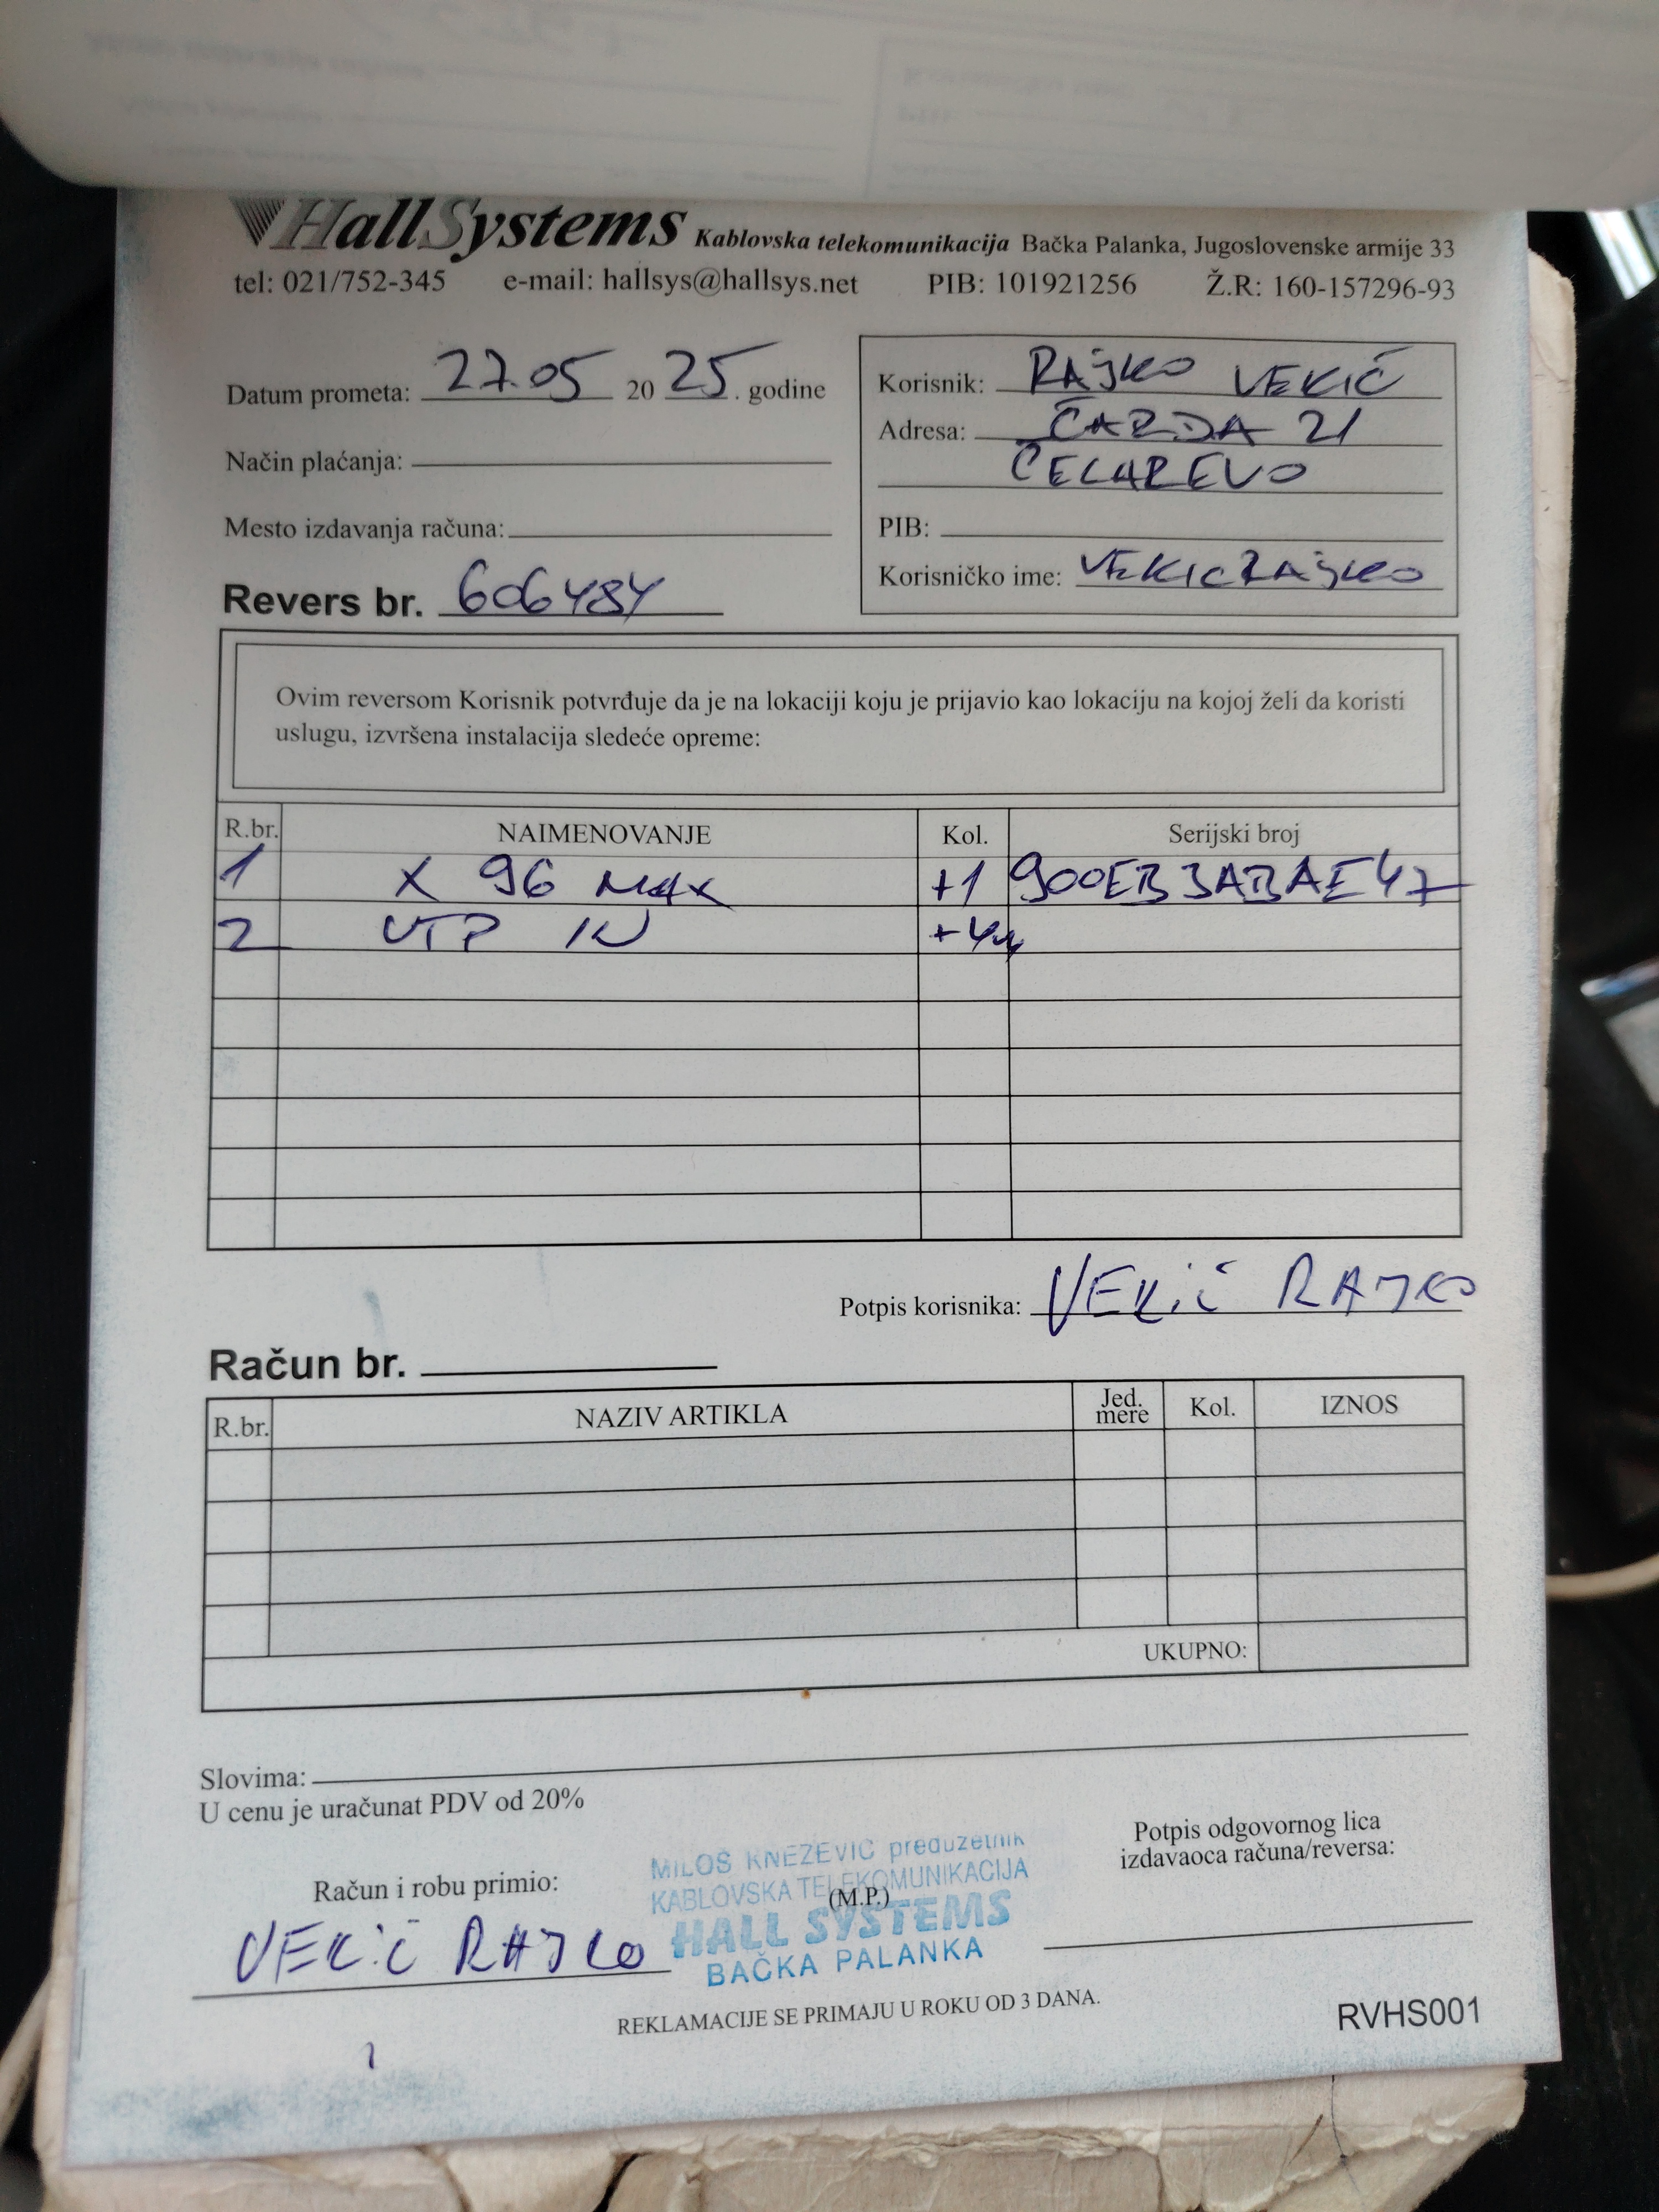 HallSystems Kablovska telekomunikacija Bačka Palanka, Jugoslovenske armije 33
tel: 021/752-345 e-mail: hallsys@hallsys.net PIB: 101921256 Ž.R: 160-157296-93
Datum prometa: 27.05 20 25. godine
Način plaćanja:
Mesto izdavanja računa:
Revers br. 606484
Korisnik: RAJKO VEKIĆ
Adresa: ČARDA 21
ČELAREVO
PIB:
Korisničko ime: VEKICRAJKO
Ovim reversom Korisnik potvrđuje da je na lokaciji koju je prijavio kao lokaciju na kojoj želi da koristi
uslugu, izvršena instalacija sledeće opreme:
R.br. NAIMENOVANJE Kol. Serijski broj
1 X 96 MAX +1 900EB3ABAE47
2 UTP IN +4m
Potpis korisnika: VEKIĆ RAJKO
Račun br.
R.br. NAZIV ARTIKLA Jed. mere Kol. IZNOS
UKUPNO:
Slovima:
U cenu je uračunat PDV od 20%
Račun i robu primio:
VEKIĆ RAJKO
MILOŠ KNEŽEVIĆ preduzetnik
KABLOVSKA TELEKOMUNIKACIJA
(M.P.)
HALL SYSTEMS
BAČKA PALANKA
Potpis odgovornog lica
izdavaoca računa/reversa:
REKLAMACIJE SE PRIMAJU U ROKU OD 3 DANA.
RVHS001